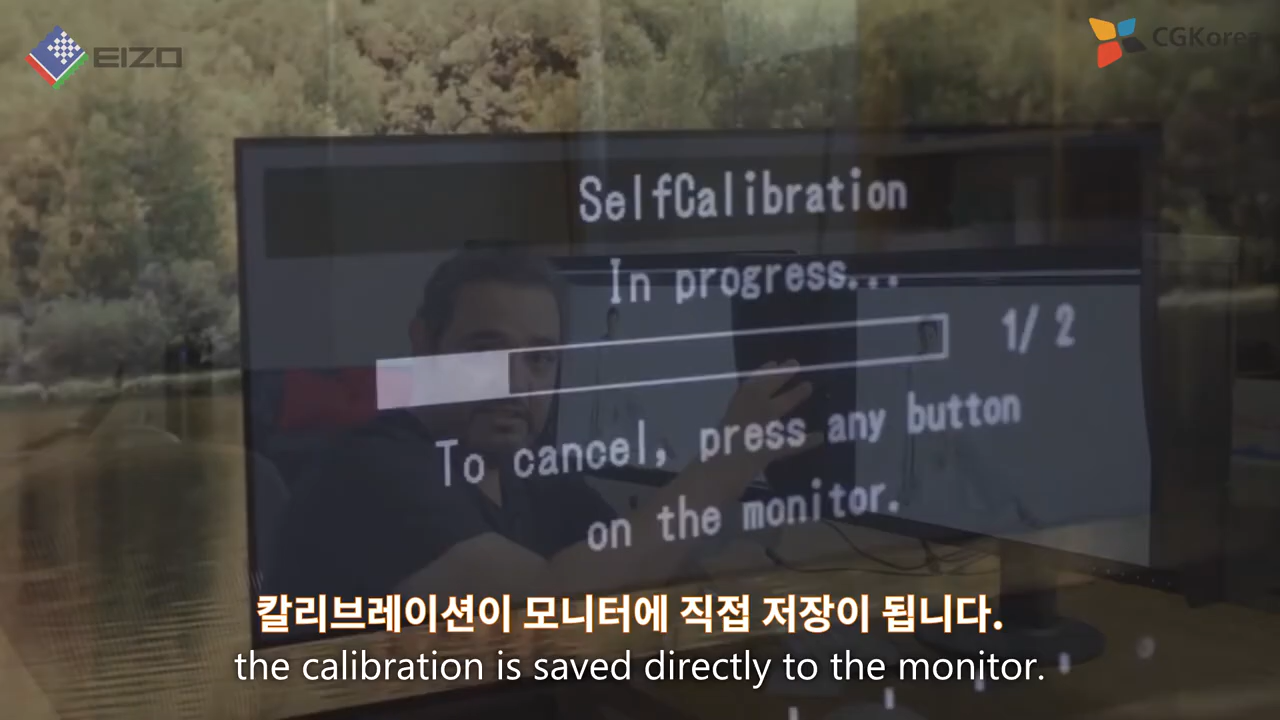 EIZO
CGKorea
SelfCalibration
In progress...
1/ 2
To cancel, press any button
on the monitor.
칼리브레이션이 모니터에 직접 저장이 됩니다.
the calibration is saved directly to the monitor.